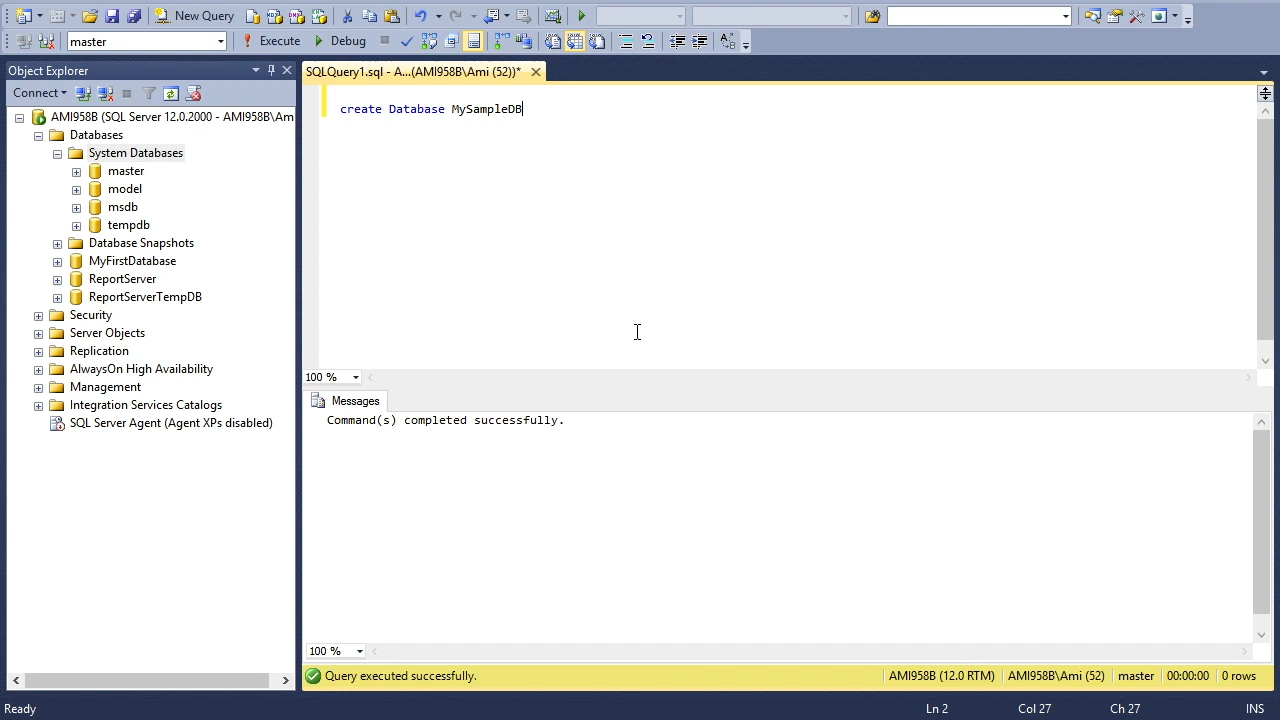 New Query
master
Execute
Debug
Object Explorer
SQLQuery1.sql - A...(AMI958B\Ami (52))*
Connect
create Database MySampleDB
AMI958B (SQL Server 12.0.2000 - AMI958B\Am
Databases
System Databases
master
model
msdb
tempdb
Database Snapshots
MyFirstDatabase
ReportServer
ReportServerTempDB
Security
Server Objects
Replication
AlwaysOn High Availability
Management
Integration Services Catalogs
SQL Server Agent (Agent XPs disabled)
100 %
Messages
Command(s) completed successfully.
100 %
Query executed successfully.
AMI958B (12.0 RTM)
AMI958B\Ami (52)
master
00:00:00
0 rows
Ready
Ln 2
Col 27
Ch 27
INS